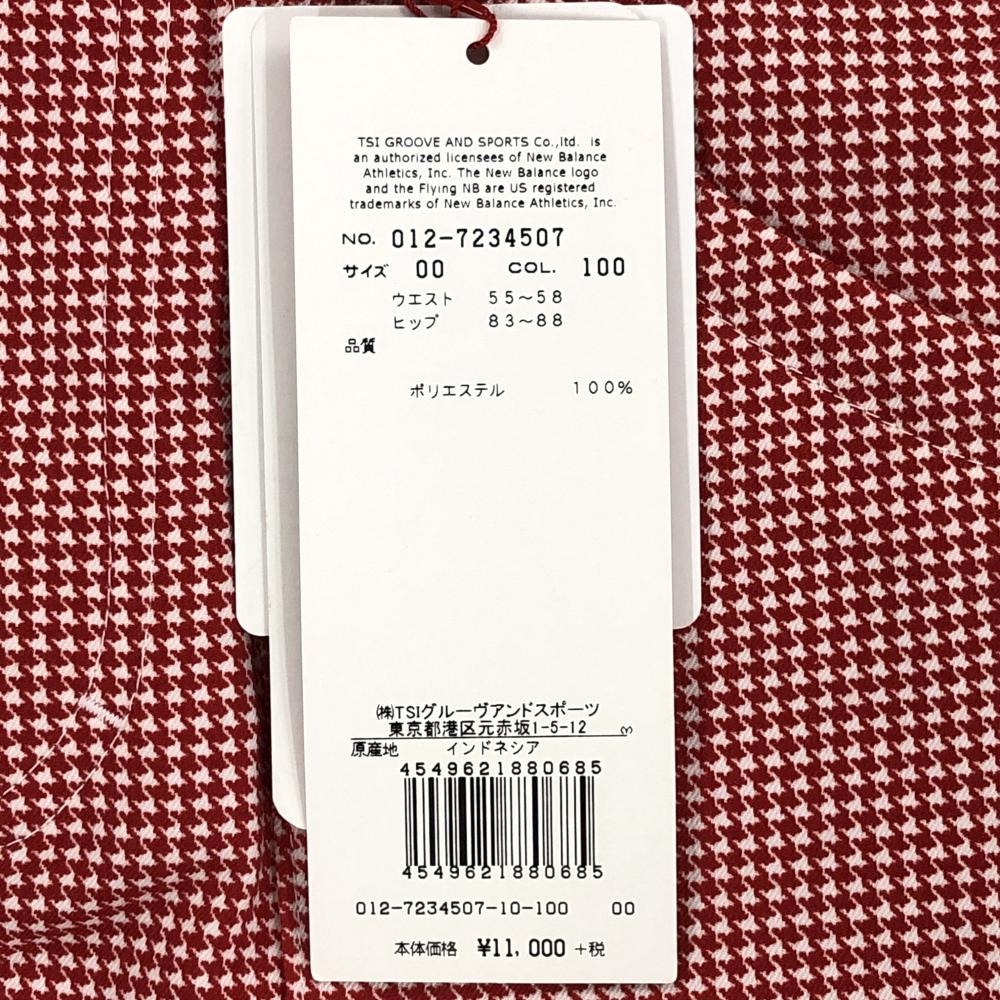 TSI GROOVE AND SPORTS Co.,ltd. is
an authorized licensees of New Balance
Athletics, Inc. The New Balance logo
and the Flying NB are US registered
trademarks of New Balance Athletics, Inc.
NO. 012-7234507
サイズ 00 COL. 100
ウエスト 55～58
ヒップ 83～88
品質
ポリエステル 100%
㈱TSIグルーヴアンドスポーツ
東京都港区元赤坂1-5-12
原産地 インドネシア
4549621880685
4549621880685
012-7234507-10-100 00
本体価格 ¥11,000 +税